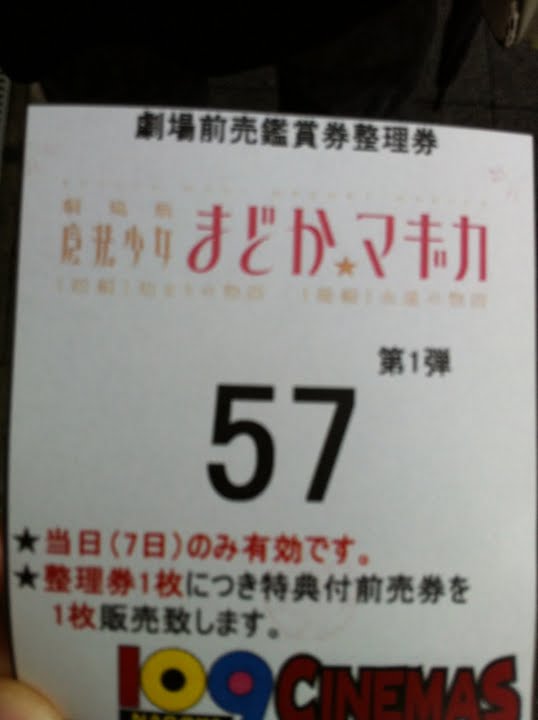 劇場前売鑑賞券整理券
劇場版
魔法少女まどか★マギカ
第1弾
57
★当日(7日)のみ有効です。
★整理券1枚につき特典付前売券を
1枚販売致します。
109CINEMAS